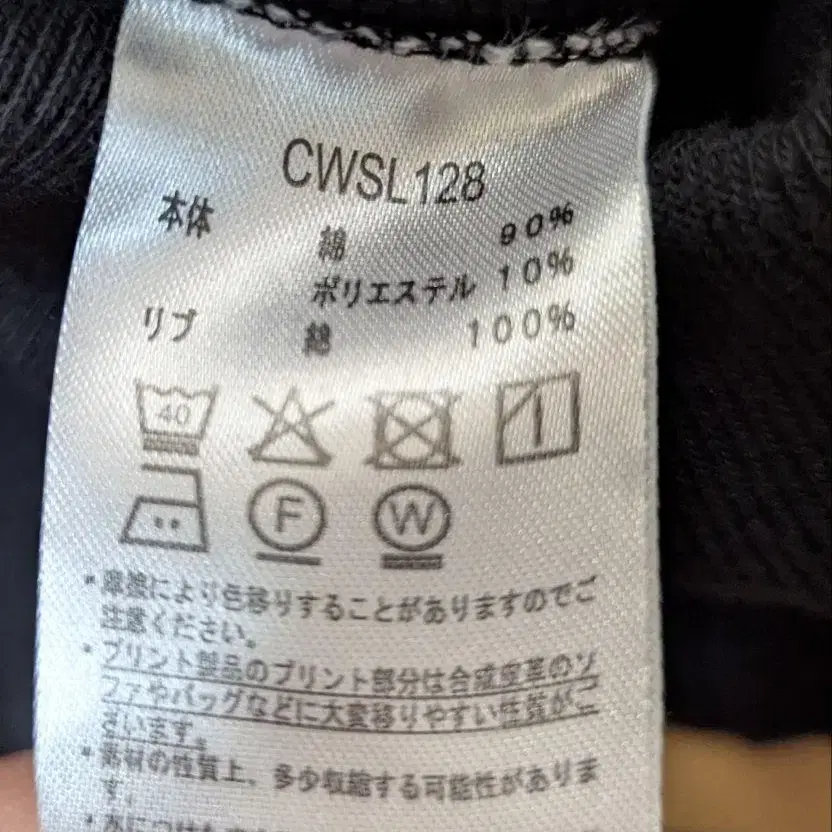 CWSL128
本体 綿 90%
ポリエステル 10%
リブ 綿 100%
40
F W
・摩擦により色移りすることがありますのでご
注意ください。
・プリント製品のプリント部分は合成皮革のソ
ファやバッグなどに大変移りやすい性質がご
ざいます。
・素材の性質上、多少収縮する可能性がありま
す。